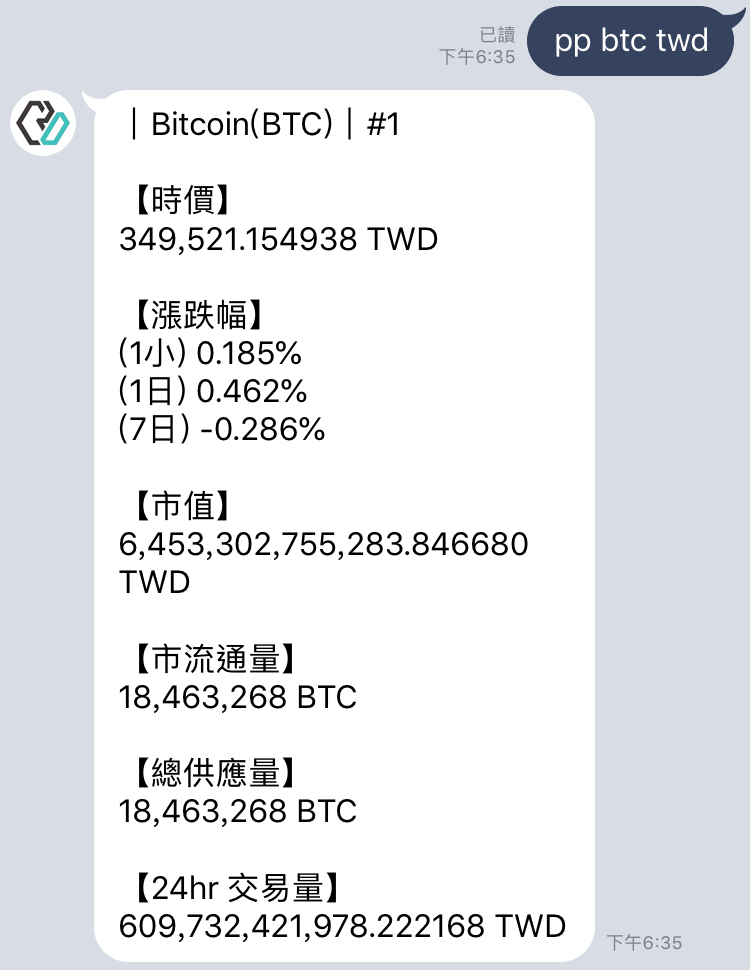 已讀
下午6:35
pp btc twd
｜Bitcoin(BTC)｜#1
【時價】
349,521.154938 TWD
【漲跌幅】
(1小) 0.185%
(1日) 0.462%
(7日) -0.286%
【市值】
6,453,302,755,283.846680
TWD
【市流通量】
18,463,268 BTC
【總供應量】
18,463,268 BTC
【24hr 交易量】
609,732,421,978.222168 TWD
下午6:35